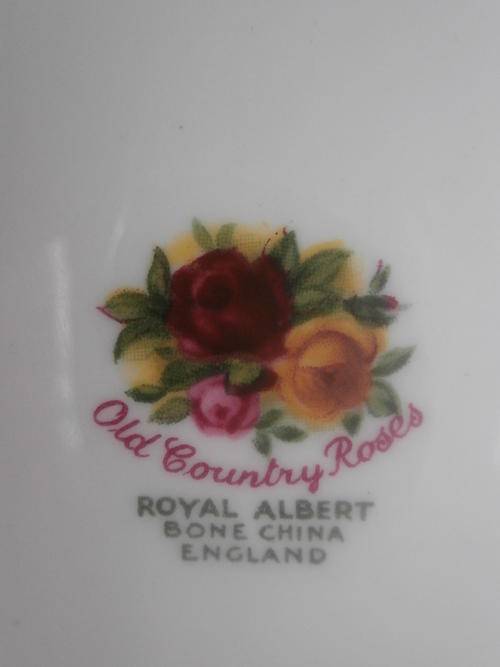 Old Country Roses
ROYAL ALBERT
BONE CHINA
ENGLAND